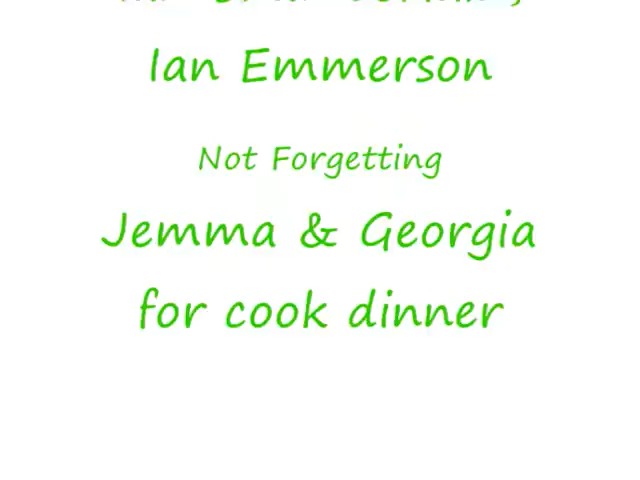 Ian Emmerson
Not Forgetting
Jemma & Georgia
for cook dinner